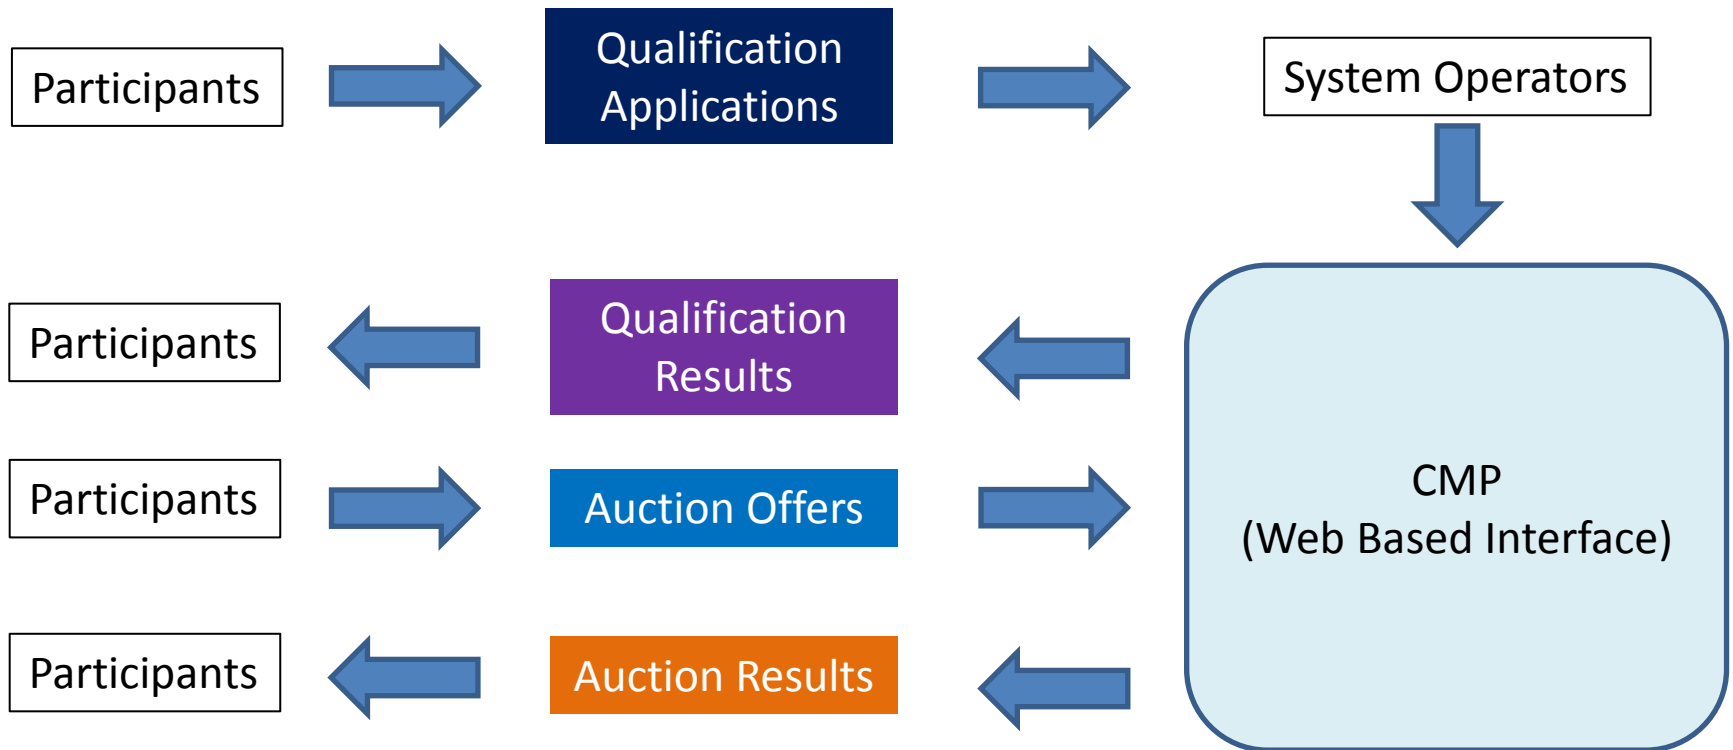 Participants
Qualification
Applications
System Operators
Participants
Qualification
Results
Participants
Auction Offers
CMP
(Web Based Interface)
Participants
Auction Results